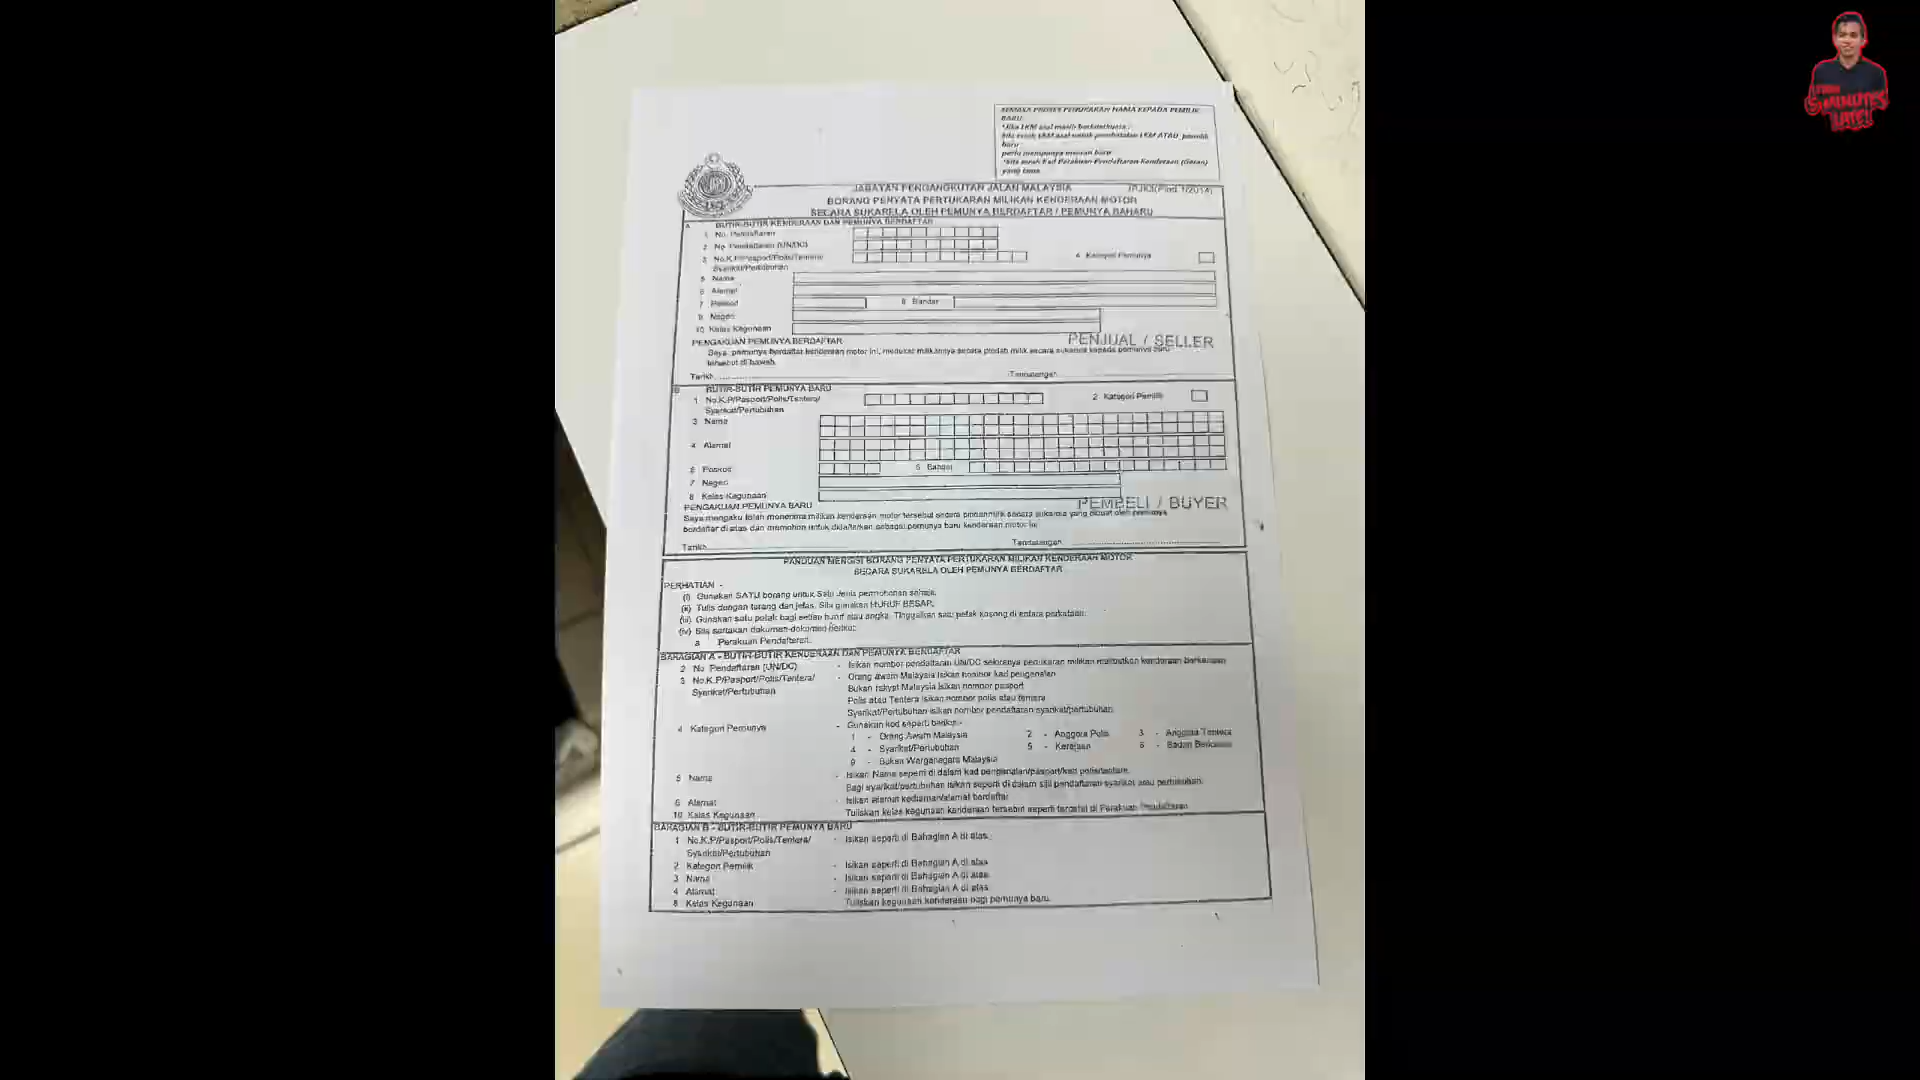 SEMASA PROSES PERTUKARAN NAMA KEPADA PEMILIK
BARU:
*Jika LKM asal masih berkuatkuasa:
Sila serah LKM asal untuk pembatalan LKM ATAU pemilik
baru
perlu mempunyai insuran baru
*Sila serah Kad Perakuan Pendaftaran Kenderaan (Geran)
yang lama
JABATAN PENGANGKUTAN JALAN MALAYSIA
BORANG PENYATA PERTUKARAN MILIKAN KENDERAAN MOTOR
SECARA SUKARELA OLEH PEMUNYA BERDAFTAR / PEMUNYA BAHARU
A BUTIR-BUTIR KENDERAAN DAN PEMUNYA BERDAFTAR
1 No. Pendaftaran
2 No. Pendaftaran (UN/DC)
3 No.K.P/Pasport/Polis/Tentera/ 4 Kategori Pemunya
Syarikat/Pertubuhan
5 Nama
6 Alamat
7 Poskod 8 Bandar
9 Negeri
10 Kelas Kegunaan
PENJUAL / SELLER
PENGAKUAN PEMUNYA BERDAFTAR
Saya, pemunya berdaftar kenderaan motor ini, menukar milikannya secara pindah milik secara sukarela kepada pemunya baru
tersebut di bawah.
Tarikh Tandatangan
B BUTIR-BUTIR PEMUNYA BARU
1 No.K.P/Pasport/Polis/Tentera/ 2 Kategori Pemilik
Syarikat/Pertubuhan
3 Nama
4 Alamat
5 Poskod 6 Bandar
7 Negeri
8 Kelas Kegunaan
PEMBELI / BUYER
PENGAKUAN PEMUNYA BARU
Saya mengaku telah menerima milikan kenderaan motor tersebut secara pindahmilik secara sukarela yang dibuat oleh pemunya
berdaftar di atas dan memohon untuk didaftarkan sebagai pemunya baru kenderaan motor ini
Tarikh Tandatangan
PANDUAN MENGISI BORANG PENYATA PERTUKARAN MILIKAN KENDERAAN MOTOR
SECARA SUKARELA OLEH PEMUNYA BERDAFTAR
PERHATIAN -
(i) Gunakan SATU borang untuk Satu Jenis permohonan sahaja.
(ii) Tulis dengan terang dan jelas. Sila gunakan HURUF BESAR.
(iii) Gunakan satu petak bagi setiap huruf atau angka. Tinggalkan satu petak kosong di antara perkataan.
(iv) Sila sertakan dokumen-dokumen berikut:
a Perakuan Pendaftaran.
BAHAGIAN A - BUTIR-BUTIR KENDERAAN DAN PEMUNYA BERDAFTAR
2 No Pendaftaran (UN/DC) - Isikan nombor pendaftaran UN/DC sekiranya pertukaran milikan melibatkan kenderaan berkenaan
3 No.K.P/Pasport/Polis/Tentera/ - Orang awam Malaysia isikan nombor kad pengenalan
Syarikat/Pertubuhan Bukan rakyat Malaysia isikan nombor pasport
Polis atau Tentera isikan nombor polis atau tentera
Syarikat/Pertubuhan isikan nombor pendaftaran syarikat/pertubuhan
4 Kategori Pemunya - Gunakan kod seperti berikut:-
1 - Orang Awam Malaysia 2 - Anggota Polis 3 - Anggota Tentera
4 - Syarikat/Pertubuhan 5 - Kerajaan 6 - Badan Berkanun
9 - Bukan Warganegara Malaysia
5 Nama - Isikan Nama seperti di dalam kad pengenalan/pasport/kad polis/tentera.
Bagi syarikat/pertubuhan isikan seperti di dalam sijil pendaftaran syarikat atau pertubuhan.
6 Alamat - Isikan alamat kediaman/alamat berdaftar
10 Kelas Kegunaan Tuliskan kelas kegunaan kenderaan tersebut seperti tercatat di Perakuan Pendaftaran
BAHAGIAN B - BUTIR-BUTIR PEMUNYA BARU
1 No.K.P/Pasport/Polis/Tentera/ - Isikan seperti di Bahagian A di atas.
Syarikat/Pertubuhan
2 Kategori Pemilik - Isikan seperti di Bahagian A di atas
3 Nama - Isikan seperti di Bahagian A di atas
4 Alamat - Isikan seperti di Bahagian A di atas
8 Kelas Kegunaan Tuliskan kegunaan kenderaan bagi pemunya baru.
5MINUTES
LATE!